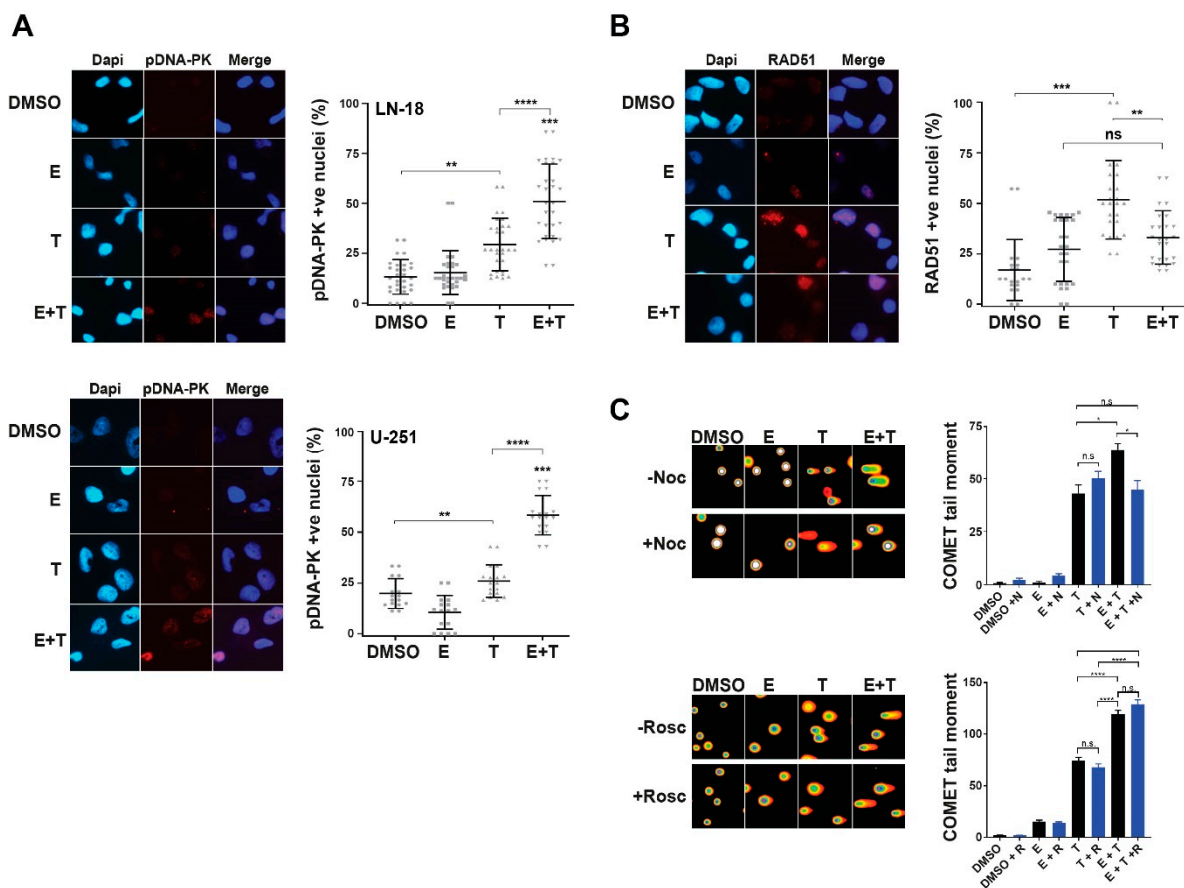 A
Dapi pDNA-PK Merge
DMSO
E
T
E+T
LN-18
pDNA-PK +ve nuclei (%)
100
75
50
25
0
**
****
***
DMSO E T E+T
Dapi pDNA-PK Merge
DMSO
E
T
E+T
U-251
pDNA-PK +ve nuclei (%)
100
75
50
25
0
**
****
***
DMSO E T E+T
B
Dapi RAD51 Merge
DMSO
E
T
E+T
RAD51 +ve nuclei (%)
100
75
50
25
0
***
**
ns
DMSO E T E+T
C
DMSO E T E+T
-Noc
+Noc
COMET tail moment
75
50
25
0
n.s
*
*
n.s
DMSO
DMSO +N
E
E + N
T
T + N
E + T
E + T +N
DMSO E T E+T
-Rosc
+Rosc
COMET tail moment
150
100
50
0
****
****
n.s
****
n.s.
DMSO
DMSO + R
E
E + R
T
T + R
E + T
E + T +R